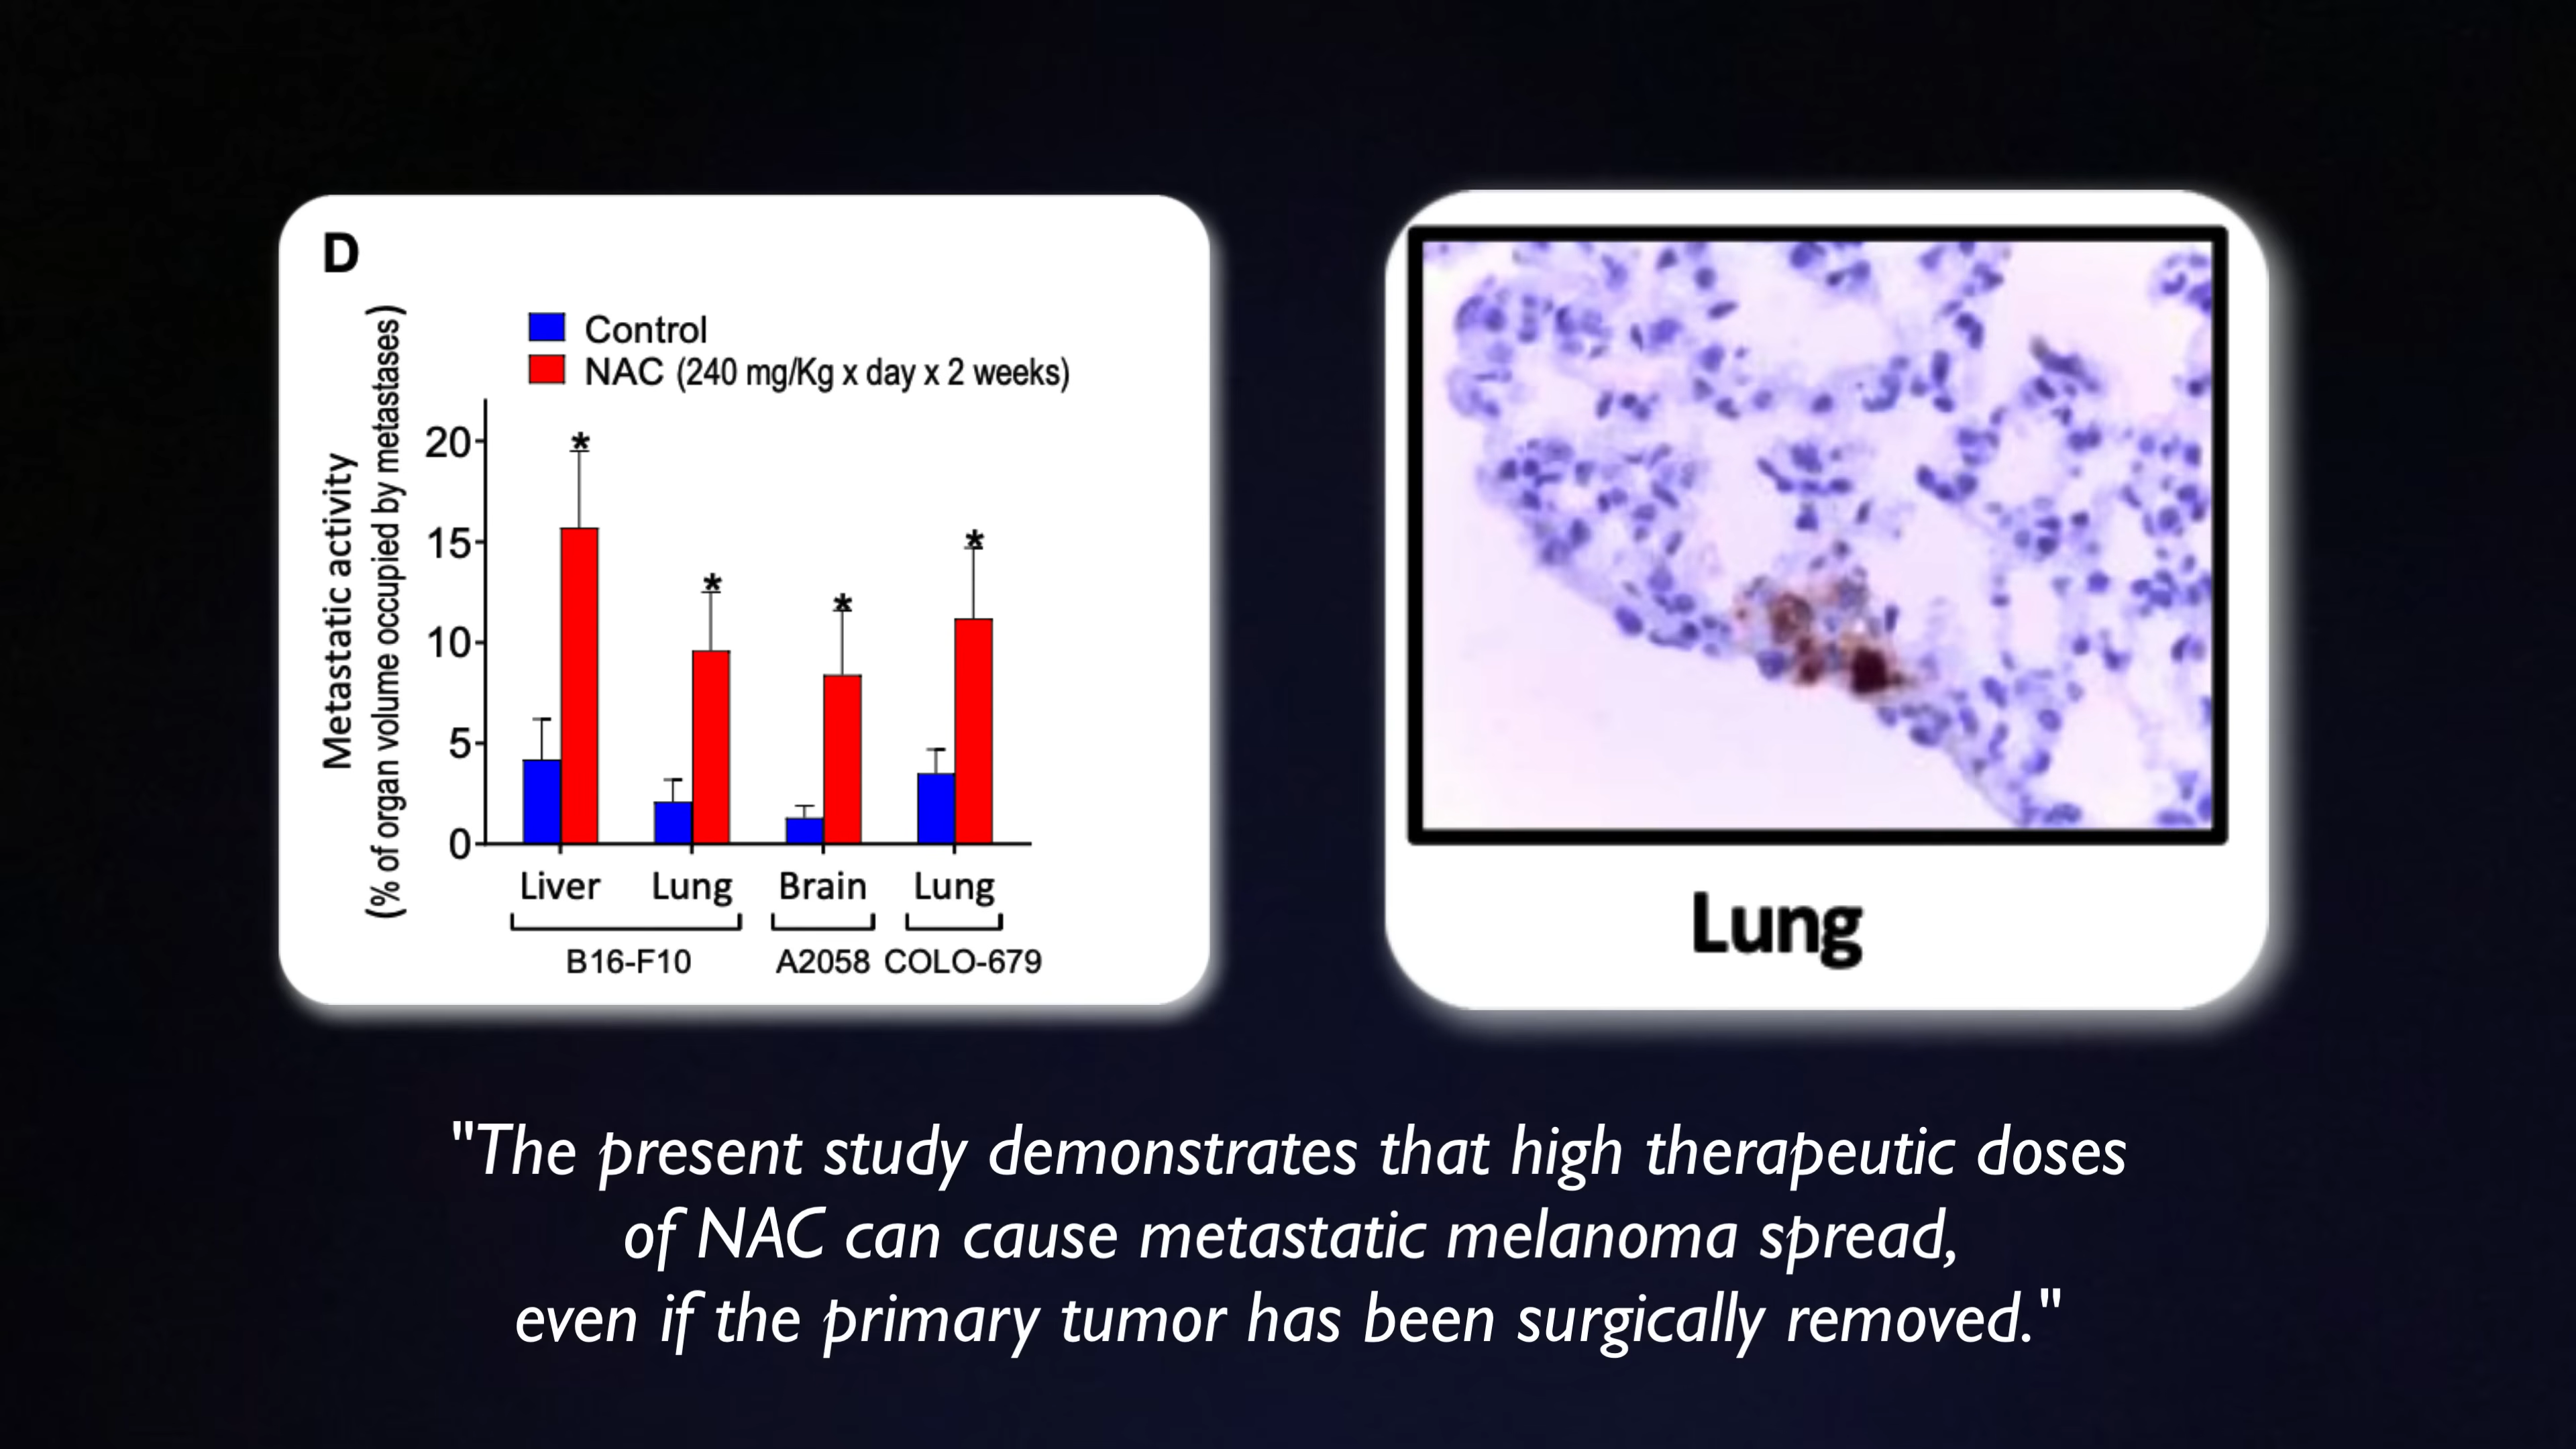 D
Control
NAC (240 mg/Kg x day x 2 weeks)
Metastatic activity
(% of organ volume occupied by metastases)
20
15
10
5
0
*
*
*
*
Liver Lung Brain Lung
B16-F10 A2058 COLO-679
Lung
"The present study demonstrates that high therapeutic doses
of NAC can cause metastatic melanoma spread,
even if the primary tumor has been surgically removed."